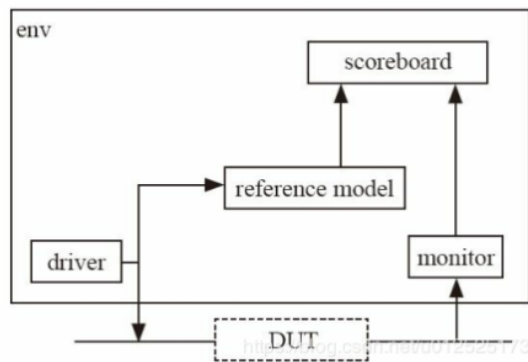 env
scoreboard
reference model
driver
monitor
DUT